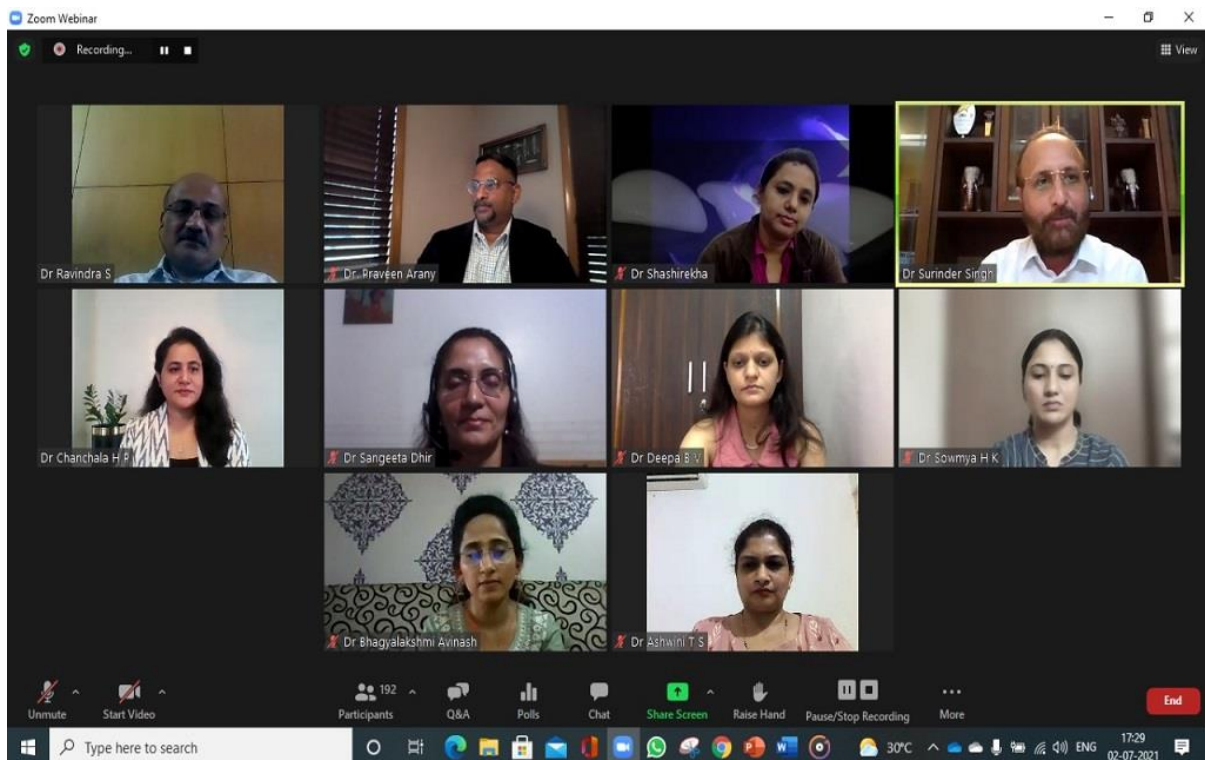 Zoom Webinar
Recording...
View
Dr Ravindra S
Dr. Praveen Arany
Dr Shashirekha
Dr Surinder Singh
Dr Chanchala H P
Dr Sangeeta Dhir
Dr Deepa B V
Dr Sowmya H K
Dr Bhagyalakshmi Avinash
Dr Ashwini T S
192
Unmute
Start Video
Participants
Q&A
Polls
Chat
Share Screen
Raise Hand
Pause/Stop Recording
More
End
Type here to search
30°C
ENG
17:29
02-07-2021